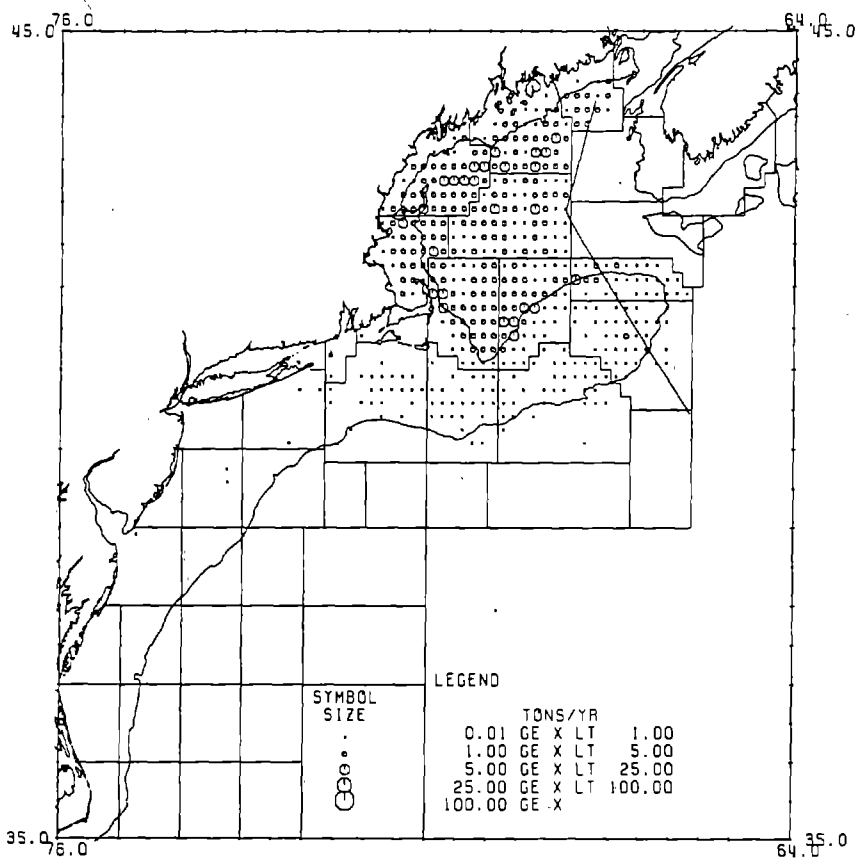 76.0 64.0
45.0 45.0
LEGEND
SYMBOL
SIZE
TONS/YR
0.01 GE X LT 1.00
1.00 GE X LT 5.00
5.00 GE X LT 25.00
25.00 GE X LT 100.00
100.00 GE X
35.0 35.0
76.0 64.0